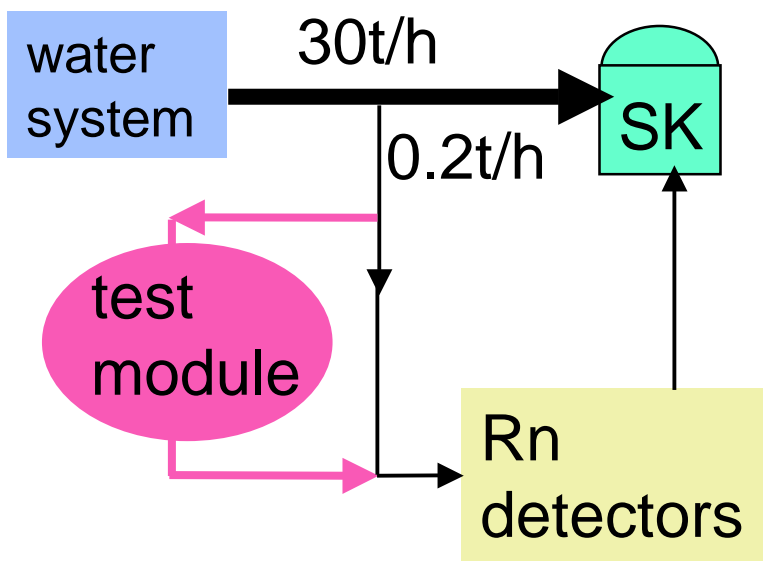 water
system
30t/h
SK
0.2t/h
test
module
Rn
detectors